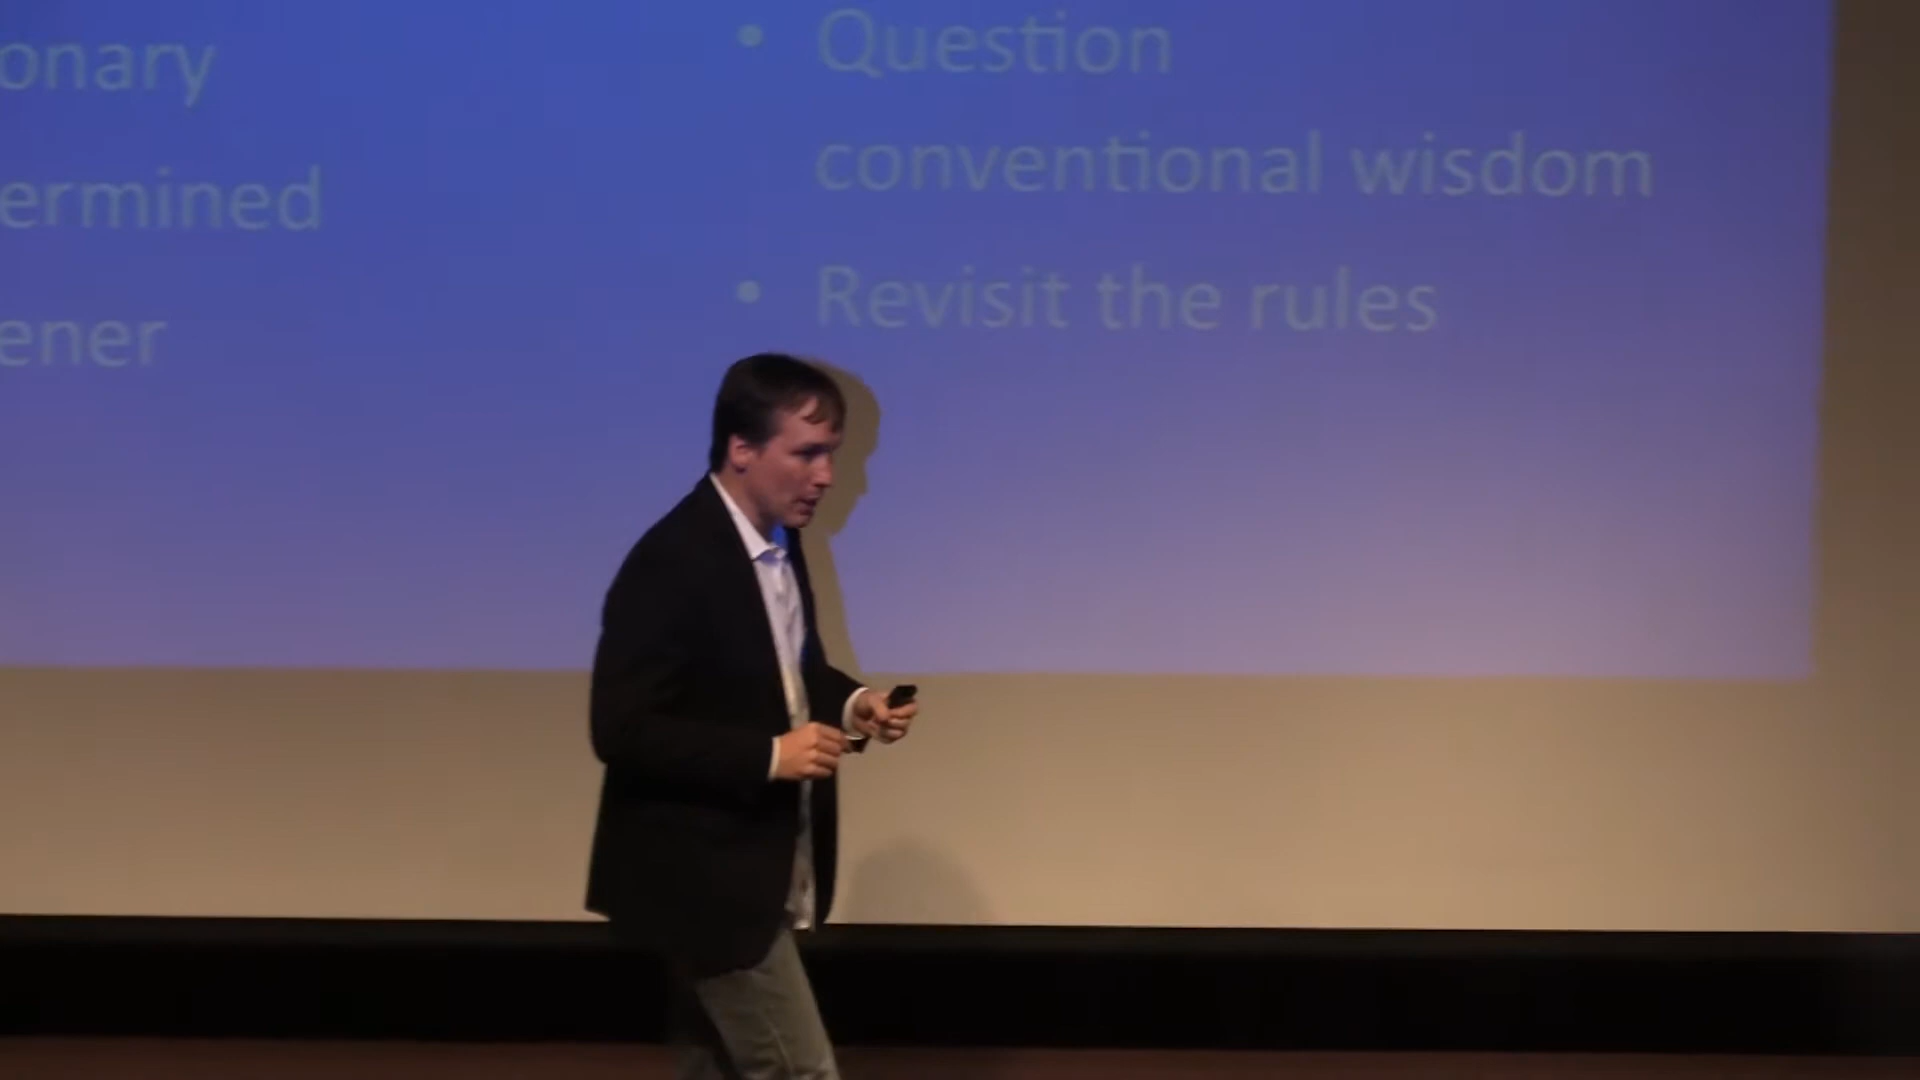 onary
ermined
ener
• Question
conventional wisdom
• Revisit the rules